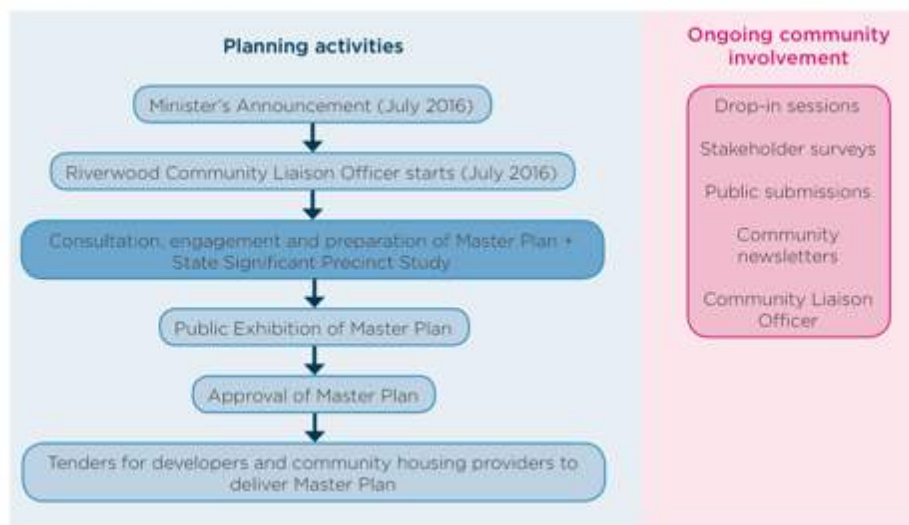 Planning activities
Minister's Announcement (July 2016)
Riverwood Community Liaison Officer starts (July 2016)
Consultation, engagement and preparation of Master Plan +
State Significant Precinct Study
Public Exhibition of Master Plan
Approval of Master Plan
Tenders for developers and community housing providers to
deliver Master Plan
Ongoing community
involvement
Drop-in sessions
Stakeholder surveys
Public submissions
Community
newsletters
Community Liaison
Officer